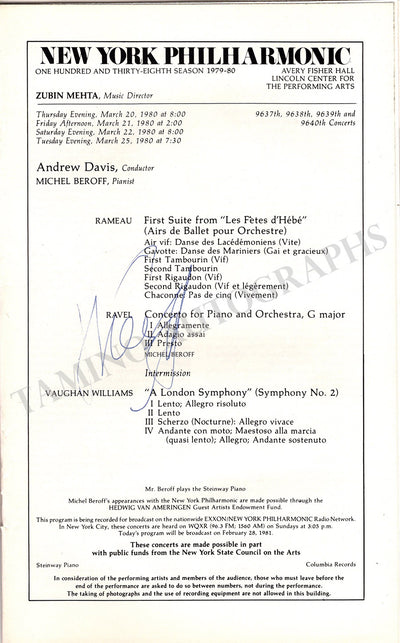 NEW YORK PHILHARMONIC
ONE HUNDRED AND THIRTY-EIGHTH SEASON 1979-80
AVERY FISHER HALL
LINCOLN CENTER FOR
THE PERFORMING ARTS
ZUBIN MEHTA, Music Director
Thursday Evening, March 20, 1980 at 8:00
Friday Afternoon, March 21, 1980 at 2:00
Saturday Evening, March 22, 1980 at 8:00
Tuesday Evening, March 25, 1980 at 7:30
9637th, 9638th, 9639th and
9640th Concerts
Andrew Davis, Conductor
MICHEL BEROFF, Pianist
RAMEAU First Suite from "Les Fêtes d'Hébé"
(Airs de Ballet pour Orchestre)
Air vif: Danse des Lacédémoniens (Vite)
Gavotte: Danse des Mariniers (Gai et gracieux)
First Tambourin (Vif)
Second Tambourin
First Rigaudon (Vif)
Second Rigaudon (Vif et légèrement)
Chaconne: Pas de cinq (Vivement)
RAVEL Concerto for Piano and Orchestra, G major
I Allegramente
II Adagio assai
III Presto
MICHEL BEROFF
Intermission
VAUGHAN WILLIAMS "A London Symphony" (Symphony No. 2)
I Lento; Allegro risoluto
II Lento
III Scherzo (Nocturne): Allegro vivace
IV Andante con moto; Maestoso alla marcia
(quasi lento); Allegro; Andante sostenuto
Mr. Beroff plays the Steinway Piano
Michel Beroff's appearances with the New York Philharmonic are made possible through the
HEDWIG VAN AMERINGEN Guest Artists Endowment Fund.
This program is being recorded for broadcast on the nationwide EXXON/NEW YORK PHILHARMONIC Radio Network.
In New York City, these concerts are heard on WQXR (96.3 FM; 1560 AM) on Sundays at 3:05 p.m.
Today's program will be broadcast on February 28, 1981.
These concerts are made possible in part
with public funds from the New York State Council on the Arts
Steinway Piano Columbia Records
In consideration of the performing artists and members of the audience, those who must leave before the
end of the performance are asked to do so between numbers, not during the performance.
The taking of photographs and the use of recording equipment are not allowed in this building.
TAMINO AUTOGRAPHS